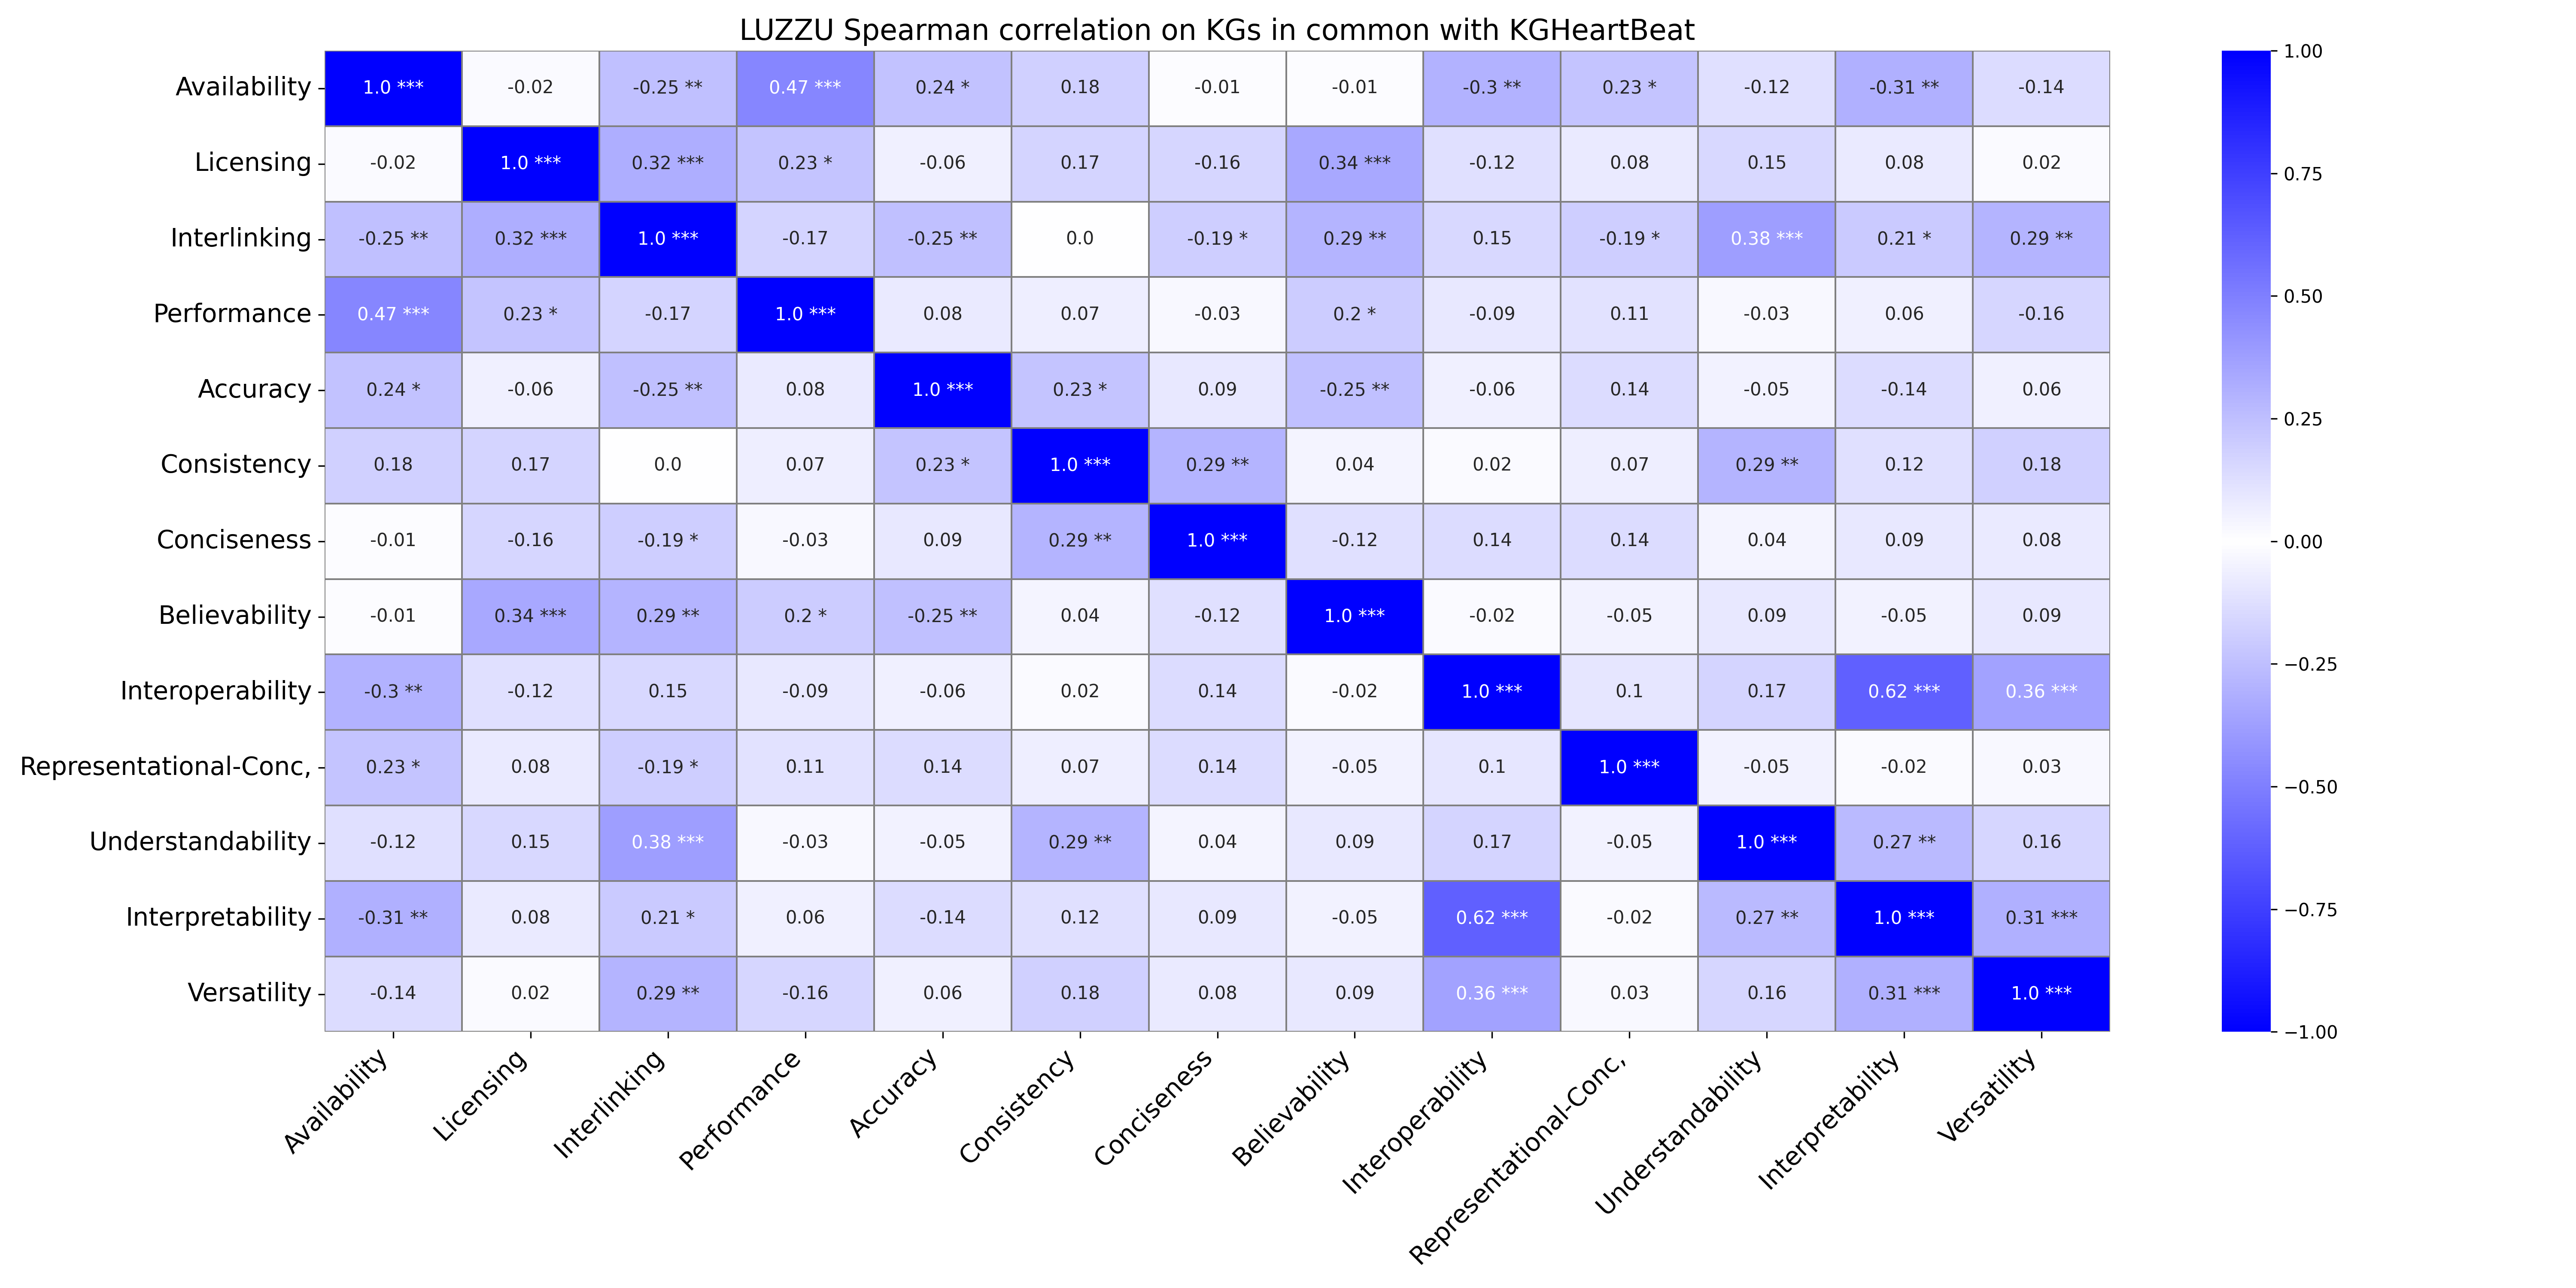 LUZZU Spearman correlation on KGs in common with KGHeartBeat
Availability 1.0 *** -0.02 -0.25 ** 0.47 *** 0.24 * 0.18 -0.01 -0.01 -0.3 ** 0.23 * -0.12 -0.31 ** -0.14
Licensing -0.02 1.0 *** 0.32 *** 0.23 * -0.06 0.17 -0.16 0.34 *** -0.12 0.08 0.15 0.08 0.02
Interlinking -0.25 ** 0.32 *** 1.0 *** -0.17 -0.25 ** 0.0 -0.19 * 0.29 ** 0.15 -0.19 * 0.38 *** 0.21 * 0.29 **
Performance 0.47 *** 0.23 * -0.17 1.0 *** 0.08 0.07 -0.03 0.2 * -0.09 0.11 -0.03 0.06 -0.16
Accuracy 0.24 * -0.06 -0.25 ** 0.08 1.0 *** 0.23 * 0.09 -0.25 ** -0.06 0.14 -0.05 -0.14 0.06
Consistency 0.18 0.17 0.0 0.07 0.23 * 1.0 *** 0.29 ** 0.04 0.02 0.07 0.29 ** 0.12 0.18
Conciseness -0.01 -0.16 -0.19 * -0.03 0.09 0.29 ** 1.0 *** -0.12 0.14 0.14 0.04 0.09 0.08
Believability -0.01 0.34 *** 0.29 ** 0.2 * -0.25 ** 0.04 -0.12 1.0 *** -0.02 -0.05 0.09 -0.05 0.09
Interoperability -0.3 ** -0.12 0.15 -0.09 -0.06 0.02 0.14 -0.02 1.0 *** 0.1 0.17 0.62 *** 0.36 ***
Representational-Conc, 0.23 * 0.08 -0.19 * 0.11 0.14 0.07 0.14 -0.05 0.1 1.0 *** -0.05 -0.02 0.03
Understandability -0.12 0.15 0.38 *** -0.03 -0.05 0.29 ** 0.04 0.09 0.17 -0.05 1.0 *** 0.27 ** 0.16
Interpretability -0.31 ** 0.08 0.21 * 0.06 -0.14 0.12 0.09 -0.05 0.62 *** -0.02 0.27 ** 1.0 *** 0.31 ***
Versatility -0.14 0.02 0.29 ** -0.16 0.06 0.18 0.08 0.09 0.36 *** 0.03 0.16 0.31 *** 1.0 ***
Availability Licensing Interlinking Performance Accuracy Consistency Conciseness Believability Interoperability Representational-Conc, Understandability Interpretability Versatility
1.00
0.75
0.50
0.25
0.00
−0.25
−0.50
−0.75
−1.00